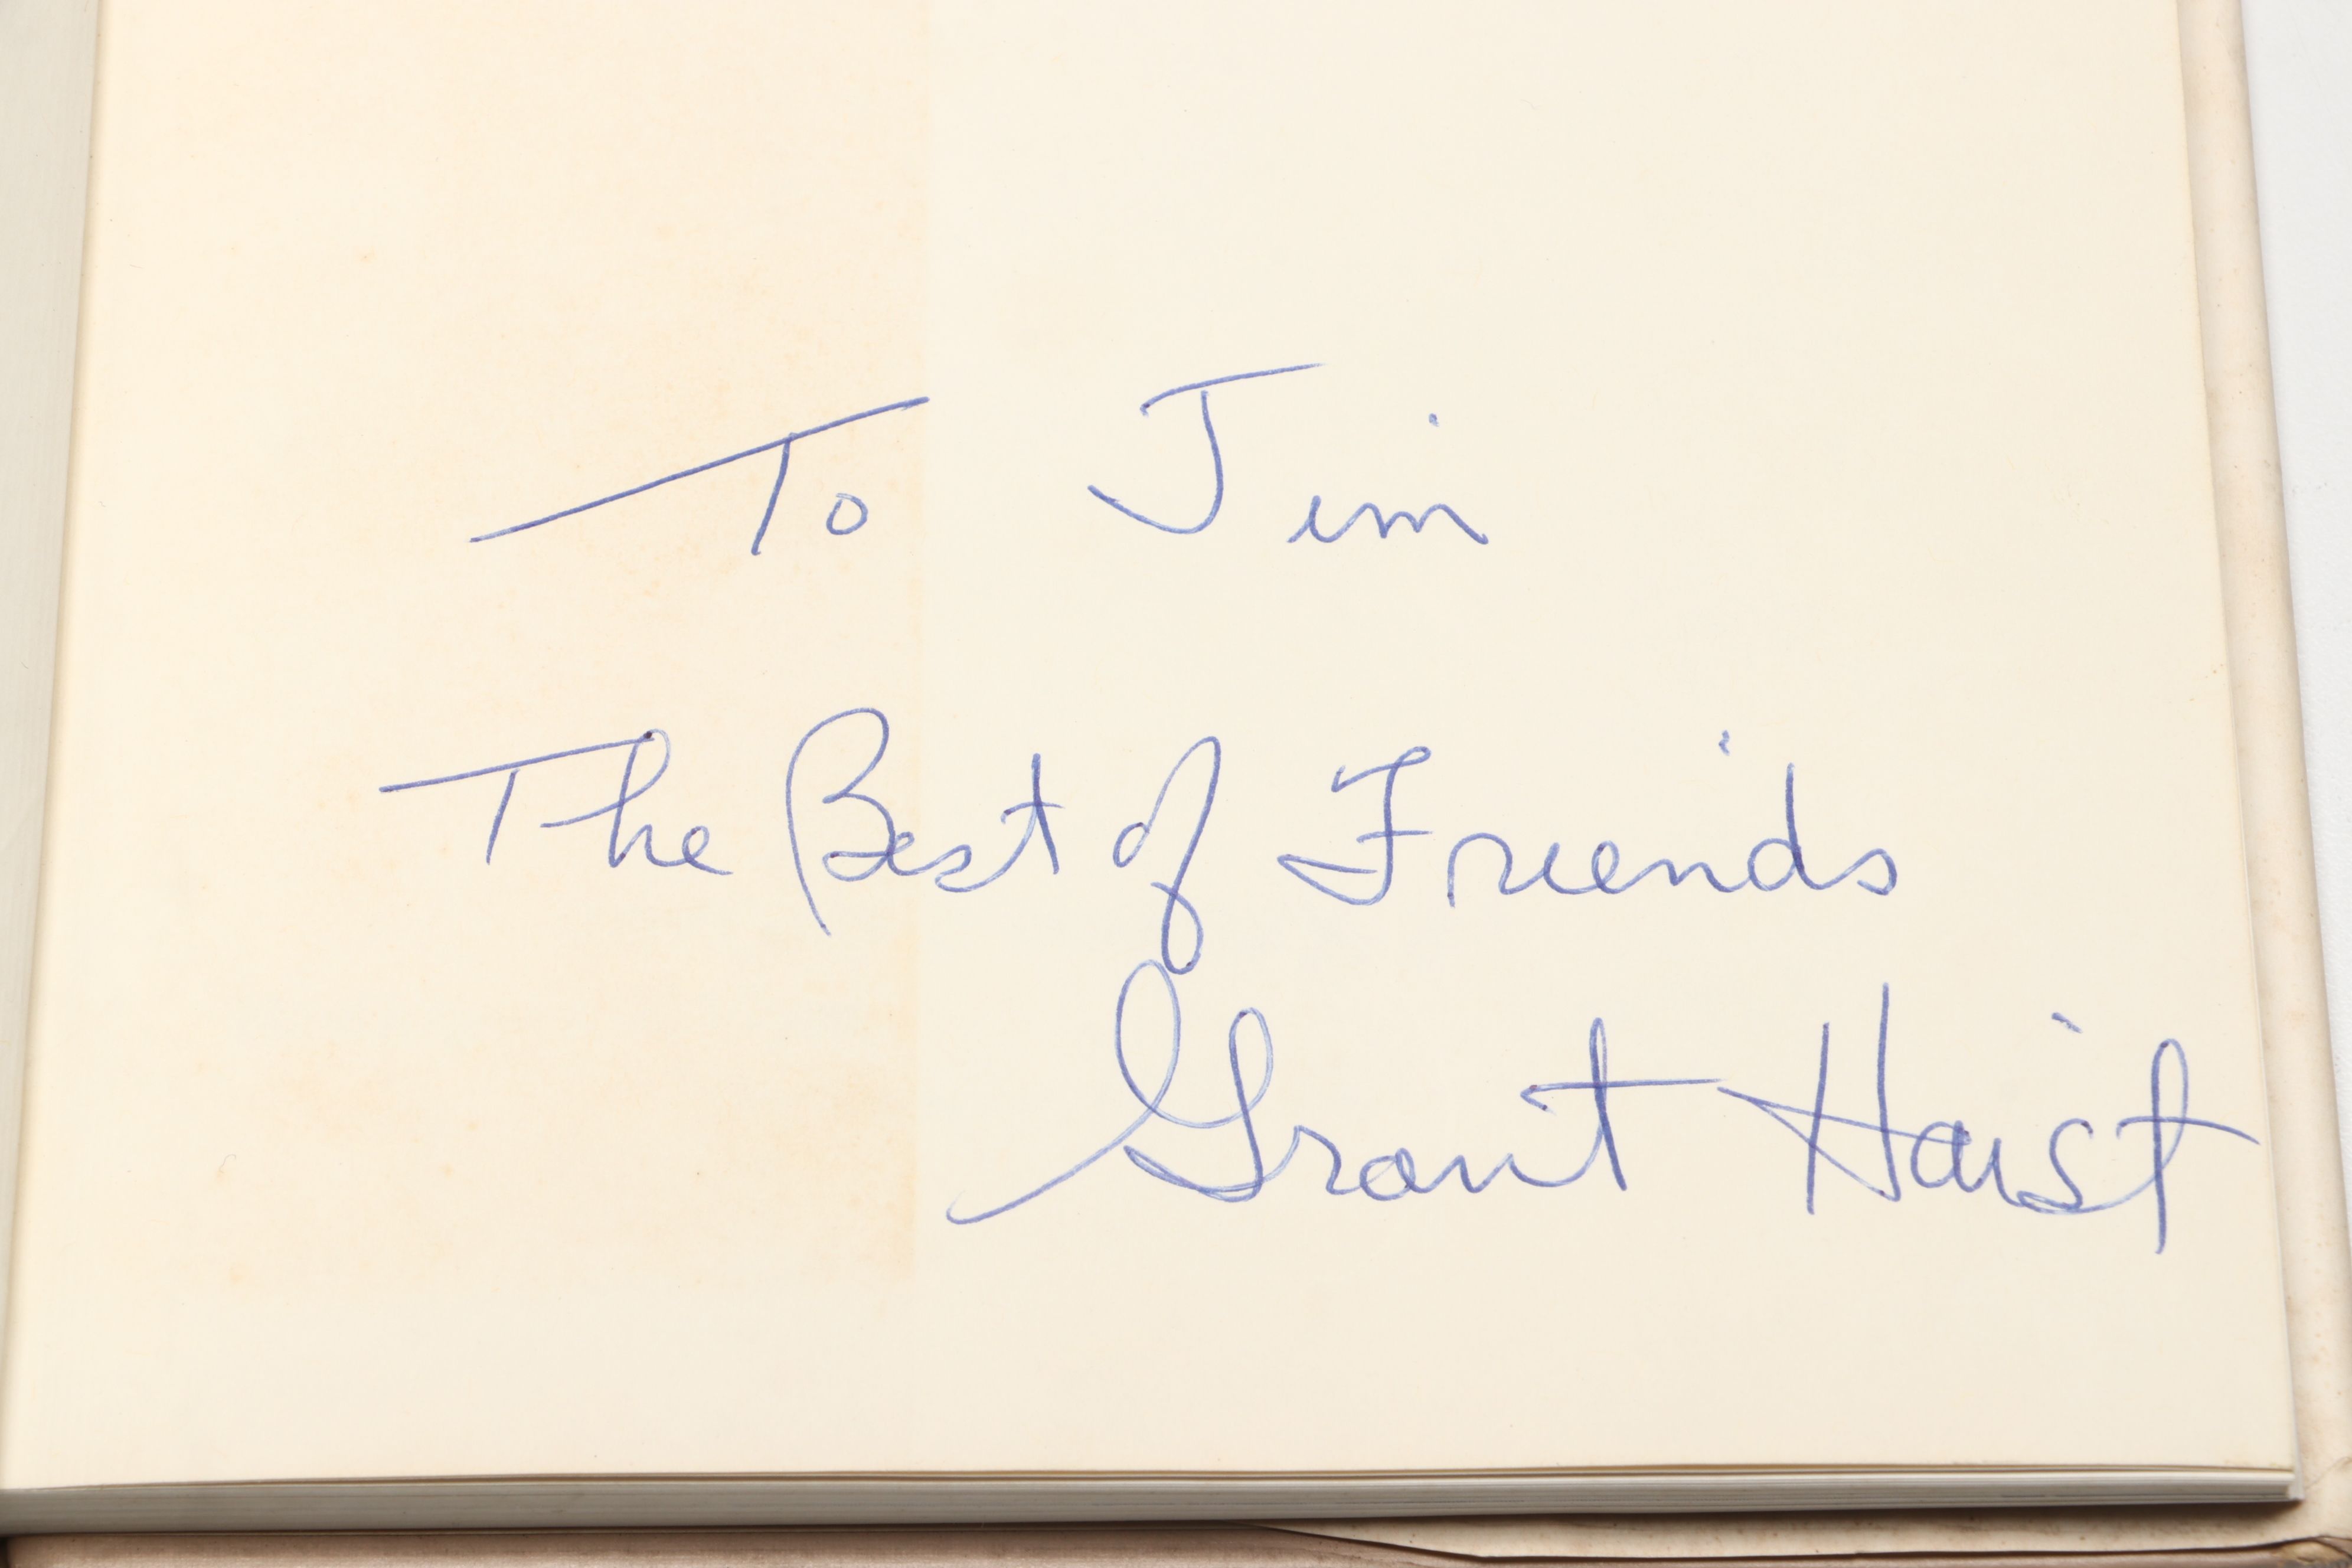 To Jim
The Best of Friends
Grant Haist